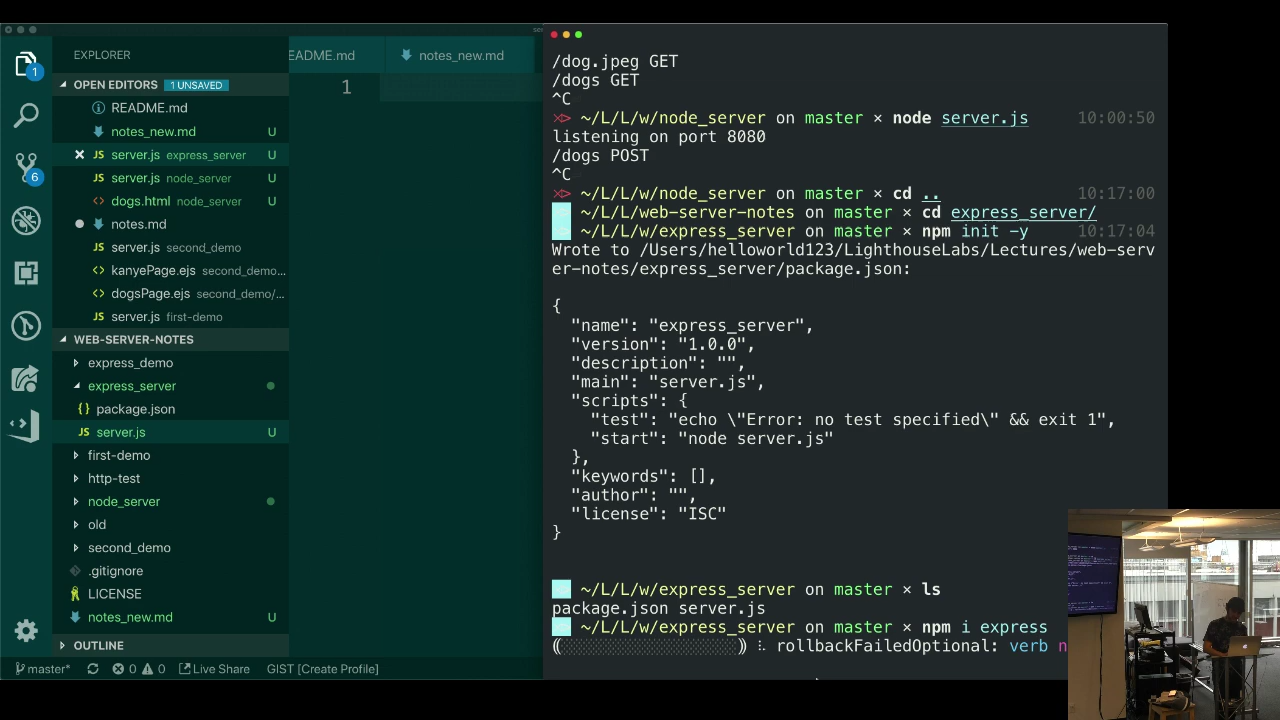 EXPLORER
OPEN EDITORS 1 UNSAVED
README.md
notes_new.md U
server.js express_server U
server.js node_server U
dogs.html node_server U
notes.md
server.js second_demo
kanyePage.ejs second_demo...
dogsPage.ejs second_demo/...
server.js first-demo
WEB-SERVER-NOTES
express_demo
express_server
package.json
server.js U
first-demo
http-test
node_server
old
second_demo
.gitignore
LICENSE
notes_new.md U
OUTLINE
1
6
master* 0 0 Live Share GIST [Create Profile]
EADME.md notes_new.md
1
/dog.jpeg GET
/dogs GET
^C
~/L/L/w/node_server on master × node server.js 10:00:50
listening on port 8080
/dogs POST
^C
~/L/L/w/node_server on master × cd .. 10:17:00
~/L/L/web-server-notes on master × cd express_server/
~/L/L/w/express_server on master × npm init -y 10:17:04
Wrote to /Users/helloworld123/LighthouseLabs/Lectures/web-serv
er-notes/express_server/package.json:
{
"name": "express_server",
"version": "1.0.0",
"description": "",
"main": "server.js",
"scripts": {
"test": "echo \"Error: no test specified\" && exit 1",
"start": "node server.js"
},
"keywords": [],
"author": "",
"license": "ISC"
}
~/L/L/w/express_server on master × ls
package.json server.js
~/L/L/w/express_server on master × npm i express
(░░░░░░░░░░░░░░░░░░) ⠧ rollbackFailedOptional: verb n